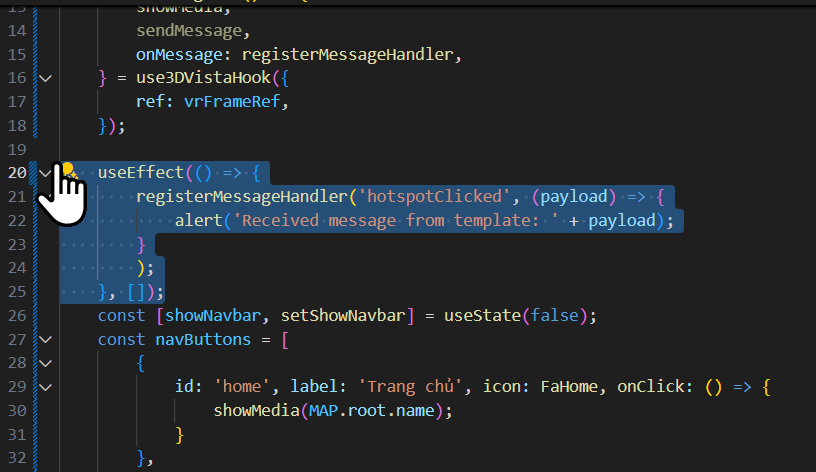 13 showMedia,
14 sendMessage,
15 onMessage: registerMessageHandler,
16 } = use3DVistaHook({
17 ref: vrFrameRef,
18 });
19
20 useEffect(() => {
21 registerMessageHandler('hotspotClicked', (payload) => {
22 alert('Received message from template: ' + payload);
23 }
24 );
25 }, []);
26 const [showNavbar, setShowNavbar] = useState(false);
27 const navButtons = [
28 {
29 id: 'home', label: 'Trang chủ', icon: FaHome, onClick: () => {
30 showMedia(MAP.root.name);
31 }
32 },